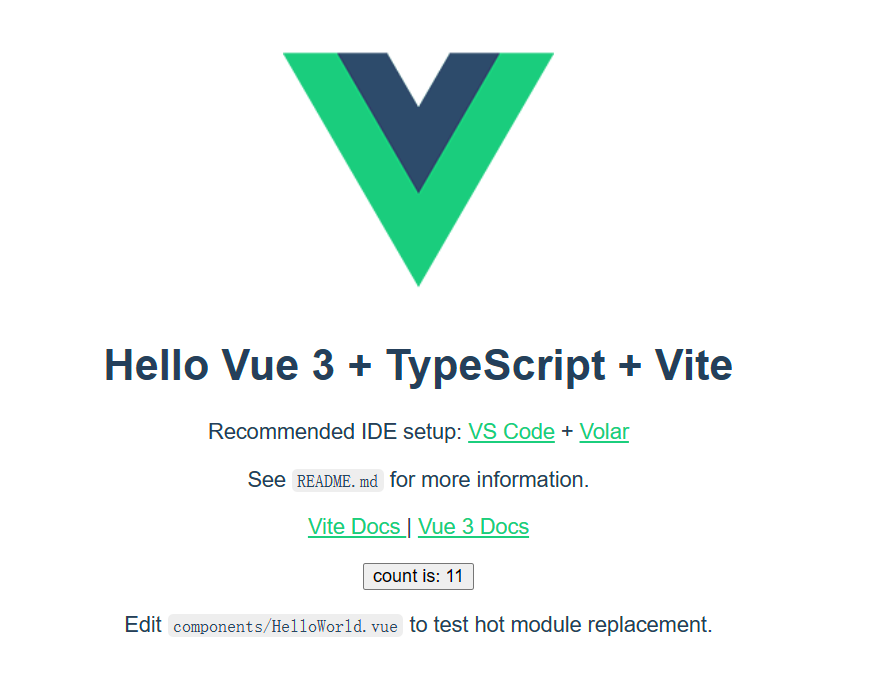 Hello Vue 3 + TypeScript + Vite
Recommended IDE setup: VS Code + Volar
See README.md for more information.
Vite Docs | Vue 3 Docs
count is: 11
Edit components/HelloWorld.vue to test hot module replacement.